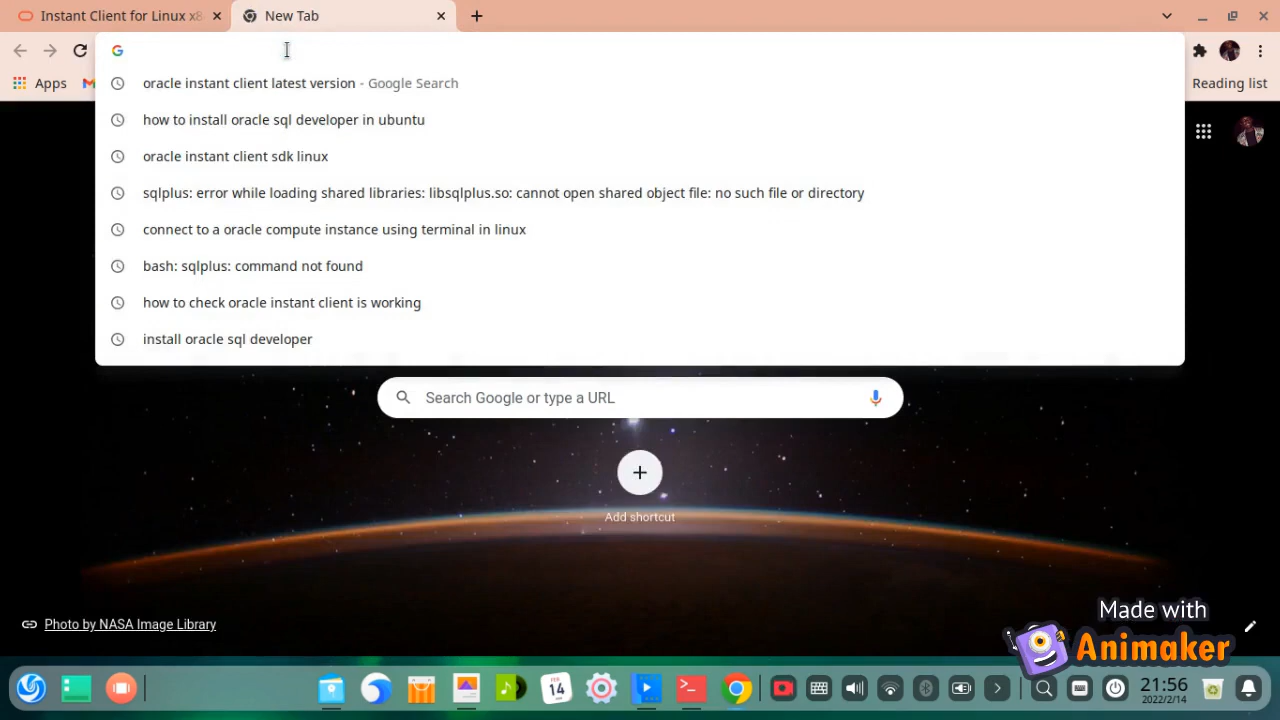 Instant Client for Linux x8
New Tab
Apps
Reading list
oracle instant client latest version - Google Search
how to install oracle sql developer in ubuntu
oracle instant client sdk linux
sqlplus: error while loading shared libraries: libsqlplus.so: cannot open shared object file: no such file or directory
connect to a oracle compute instance using terminal in linux
bash: sqlplus: command not found
how to check oracle instant client is working
install oracle sql developer
Search Google or type a URL
Add shortcut
Photo by NASA Image Library
Made with
Animaker
FEB
14
21:56
2022/2/14